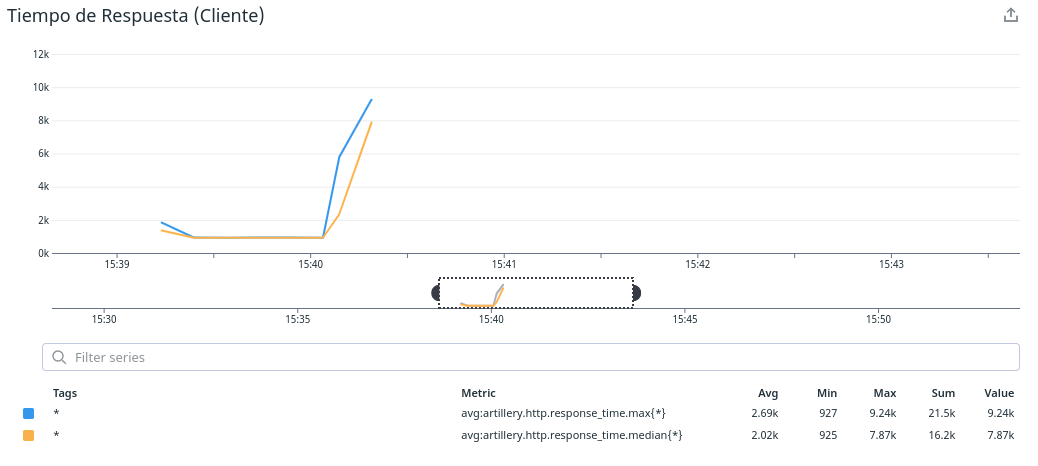 Tiempo de Respuesta (Cliente)
12k
10k
8k
6k
4k
2k
0k
15:39 15:40 15:41 15:42 15:43
15:30 15:35 15:40 15:45 15:50
Filter series
Tags Metric Avg Min Max Sum Value
* avg:artillery.http.response_time.max{*} 2.69k 927 9.24k 21.5k 9.24k
* avg:artillery.http.response_time.median{*} 2.02k 925 7.87k 16.2k 7.87k